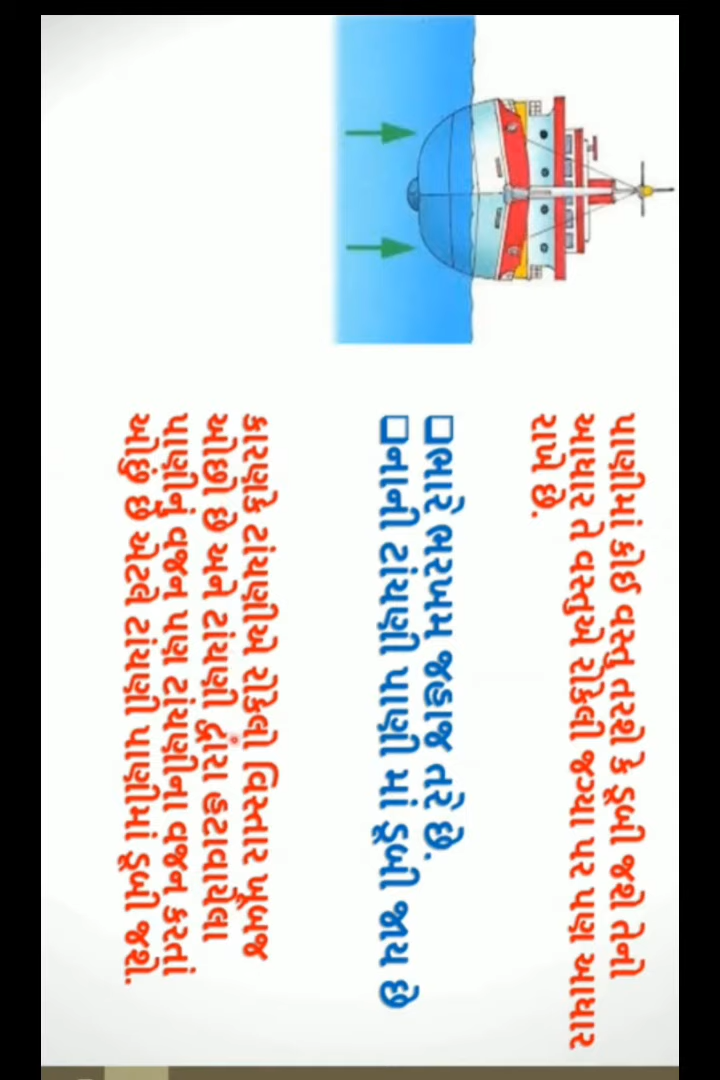 પાણીમાં કોઈ વસ્તુ તરશે કે ડૂબી જશે તેનો
આધાર તે વસ્તુએ રોકેલી જગ્યા પર પણ આધાર
રાખે છે.
❑ભારે ભરખમ જહાજ તરે છે.
❑નાની ટાંચણી પાણી માં ડૂબી જાય છે
કારણકે ટાંચણીએ રોકેલો વિસ્તાર ખૂબજ
ઓછો છે અને ટાંચણી દ્વારા હટાવાયેલા
પાણીનું વજન પણ ટાંચણીના વજન કરતાં
ઓછું છે એટલે ટાંચણી પાણીમાં ડૂબી જશે.